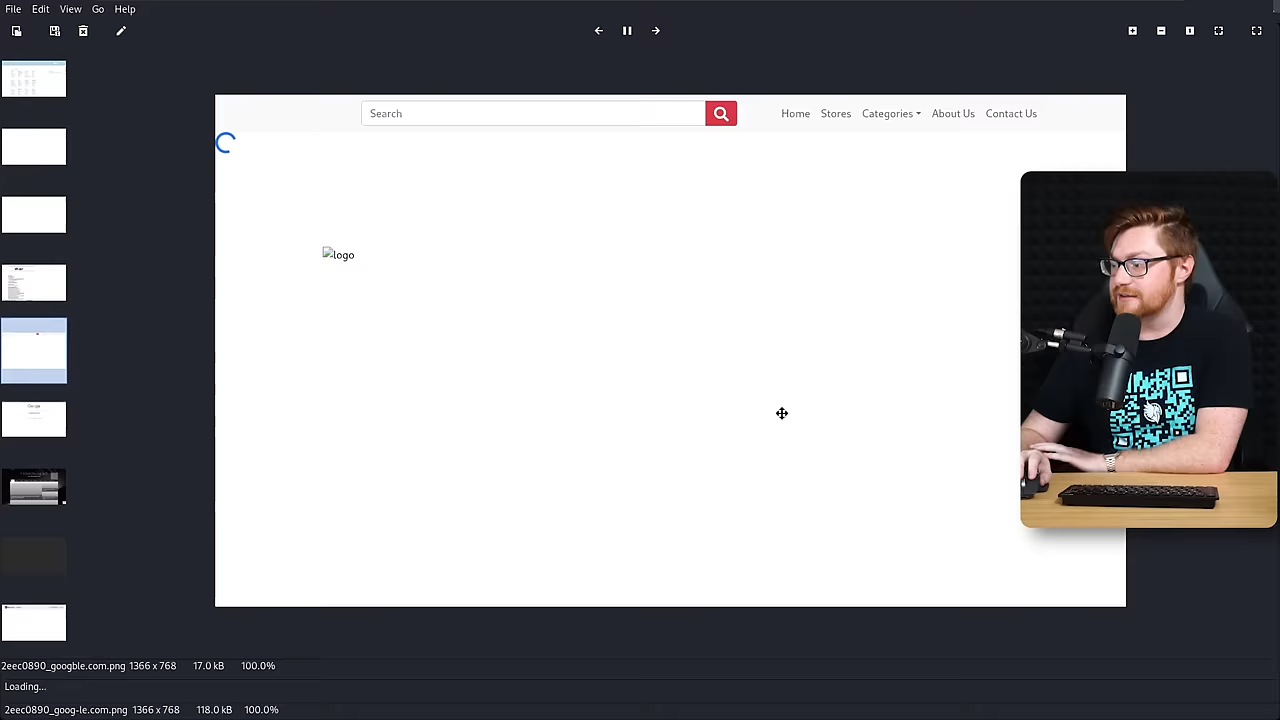 File Edit View Go Help
Search
Home Stores Categories About Us Contact Us
logo
2eec0890_googble.com.png 1366 x 768 17.0 kB 100.0%
Loading...
2eec0890_goog-le.com.png 1366 x 768 118.0 kB 100.0%